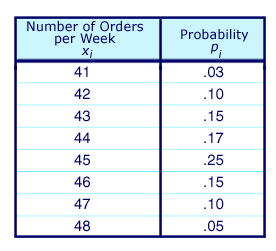 Number of Orders
per Week
xi
Probability
pi
41 .03
42 .10
43 .15
44 .17
45 .25
46 .15
47 .10
48 .05